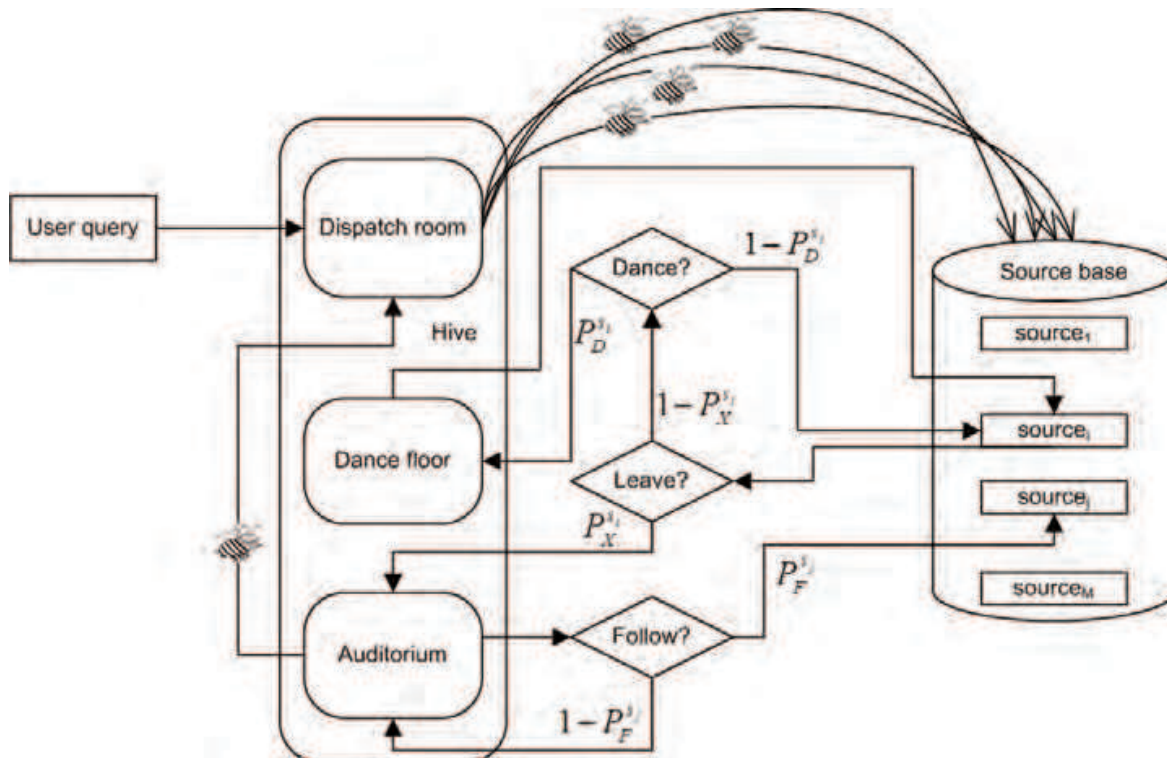 User query
Dispatch room
Hive
Dance floor
Auditorium
Dance?
1−P_D^{s_i}
P_D^{s_i}
1−P_X^{s_i}
Leave?
P_X^{s_i}
Follow?
P_F^{s_j}
1−P_F^{s_j}
Source base
source₁
sourceᵢ
sourceⱼ
source_M